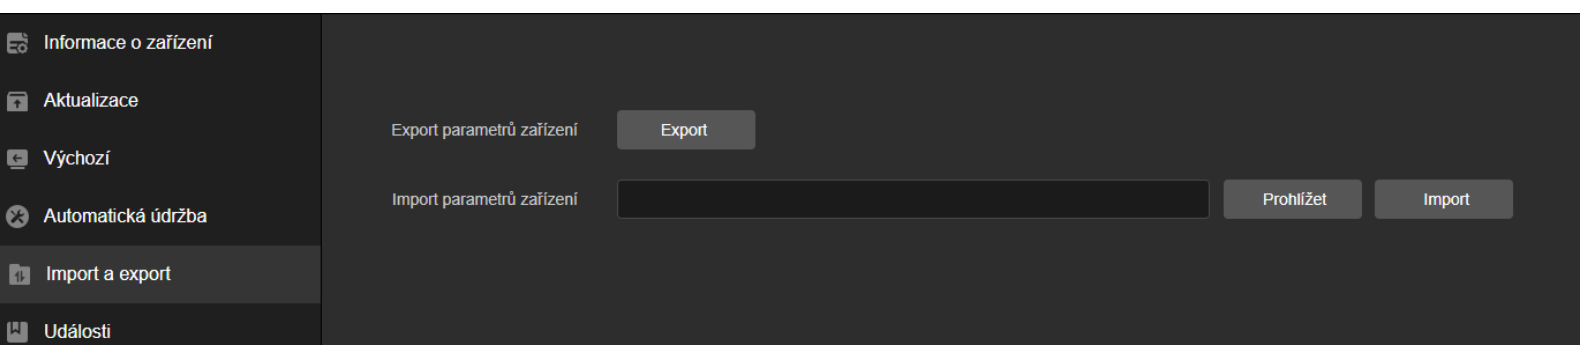 Informace o zařízení
Aktualizace
Výchozí
Automatická údržba
Import a export
Události
Export parametrů zařízení Export
Import parametrů zařízení Prohlížet Import